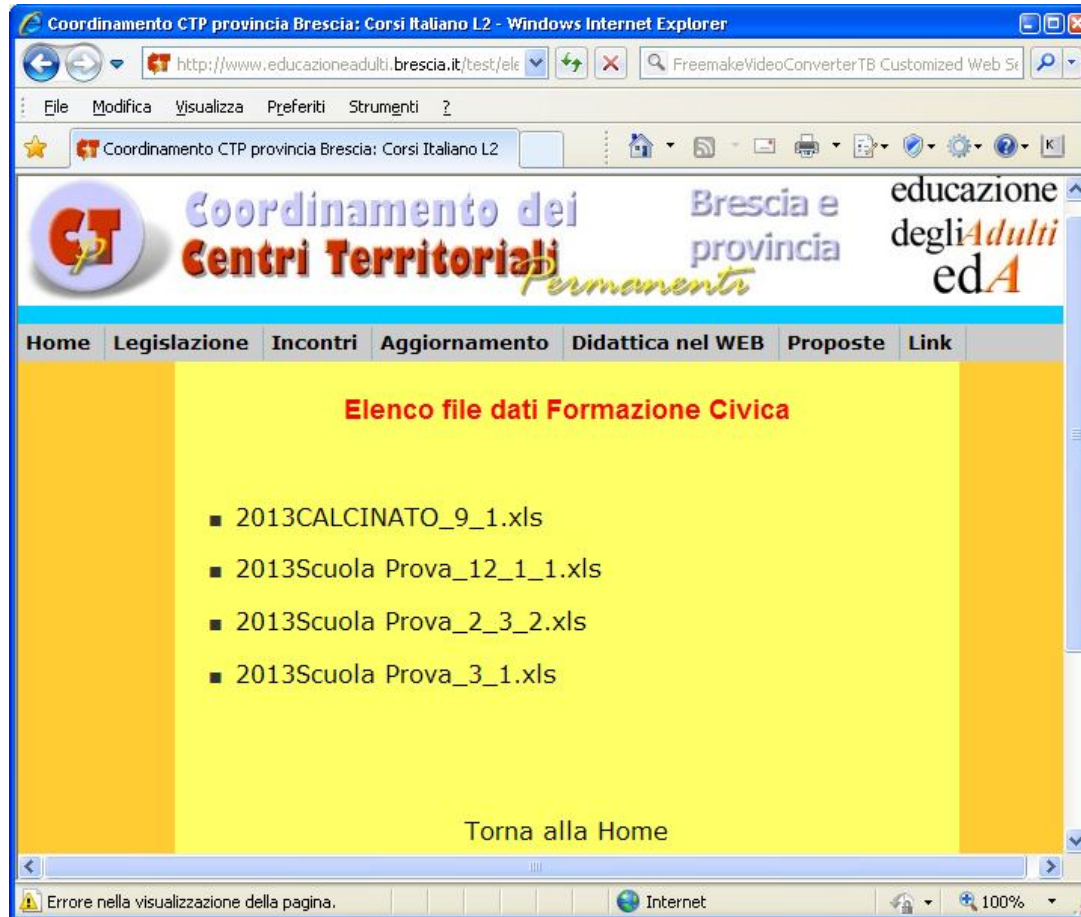 Coordinamento CTP provincia Brescia: Corsi Italiano L2 - Windows Internet Explorer
http://www.educazioneadulti.brescia.it/test/ele
FreemakeVideoConverterTB Customized Web Se
File Modifica Visualizza Preferiti Strumenti ?
Coordinamento CTP provincia Brescia: Corsi Italiano L2
K
CpT
Coordinamento dei
Centri Territoriali
Permanenti
Brescia e
provincia
educazione
degliAdulti
edA
Home Legislazione Incontri Aggiornamento Didattica nel WEB Proposte Link
Elenco file dati Formazione Civica
2013CALCINATO_9_1.xls
2013Scuola Prova_12_1_1.xls
2013Scuola Prova_2_3_2.xls
2013Scuola Prova_3_1.xls
Torna alla Home
Errore nella visualizzazione della pagina. Internet 100%